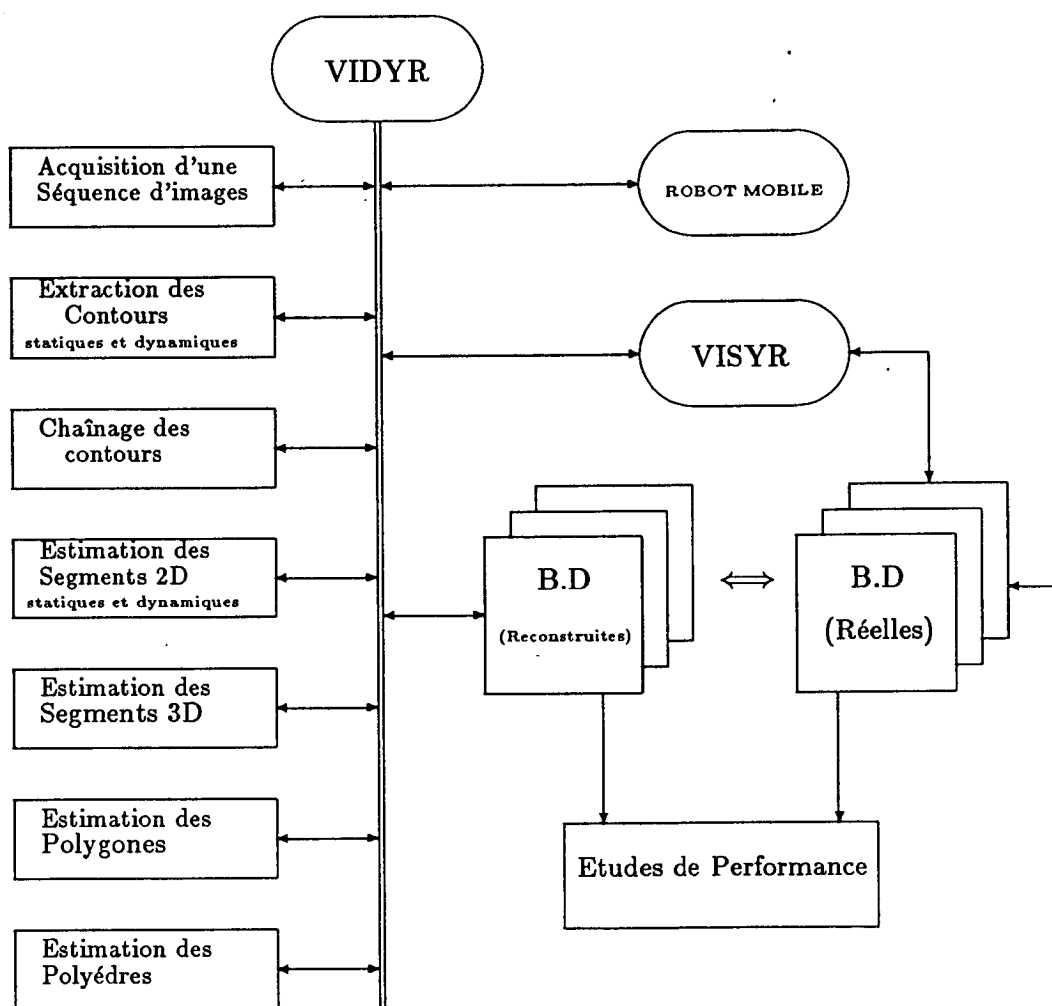 VIDYR
Acquisition d'une
Séquence d'images
ROBOT MOBILE
Extraction des
Contours
statiques et dynamiques
VISYR
Chaînage des
contours
Estimation des
Segments 2D
statiques et dynamiques
B.D
(Reconstruites)
⟺
B.D
(Réelles)
Estimation des
Segments 3D
Estimation des
Polygones
Etudes de Performance
Estimation des
Polyédres